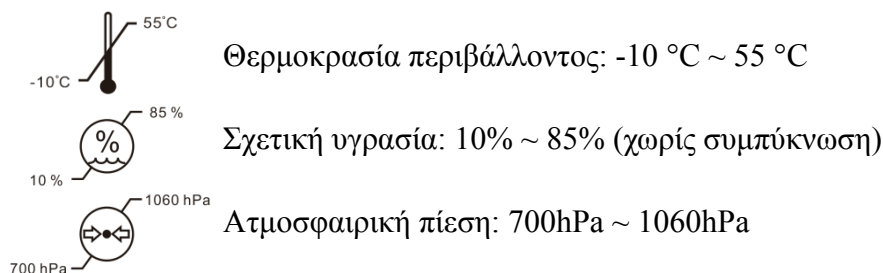 55°C
Θερμοκρασία περιβάλλοντος: -10 °C ~ 55 °C
-10°C
85 %
%
Σχετική υγρασία: 10% ~ 85% (χωρίς συμπύκνωση)
10 %
1060 hPa
Ατμοσφαιρική πίεση: 700hPa ~ 1060hPa
700 hPa